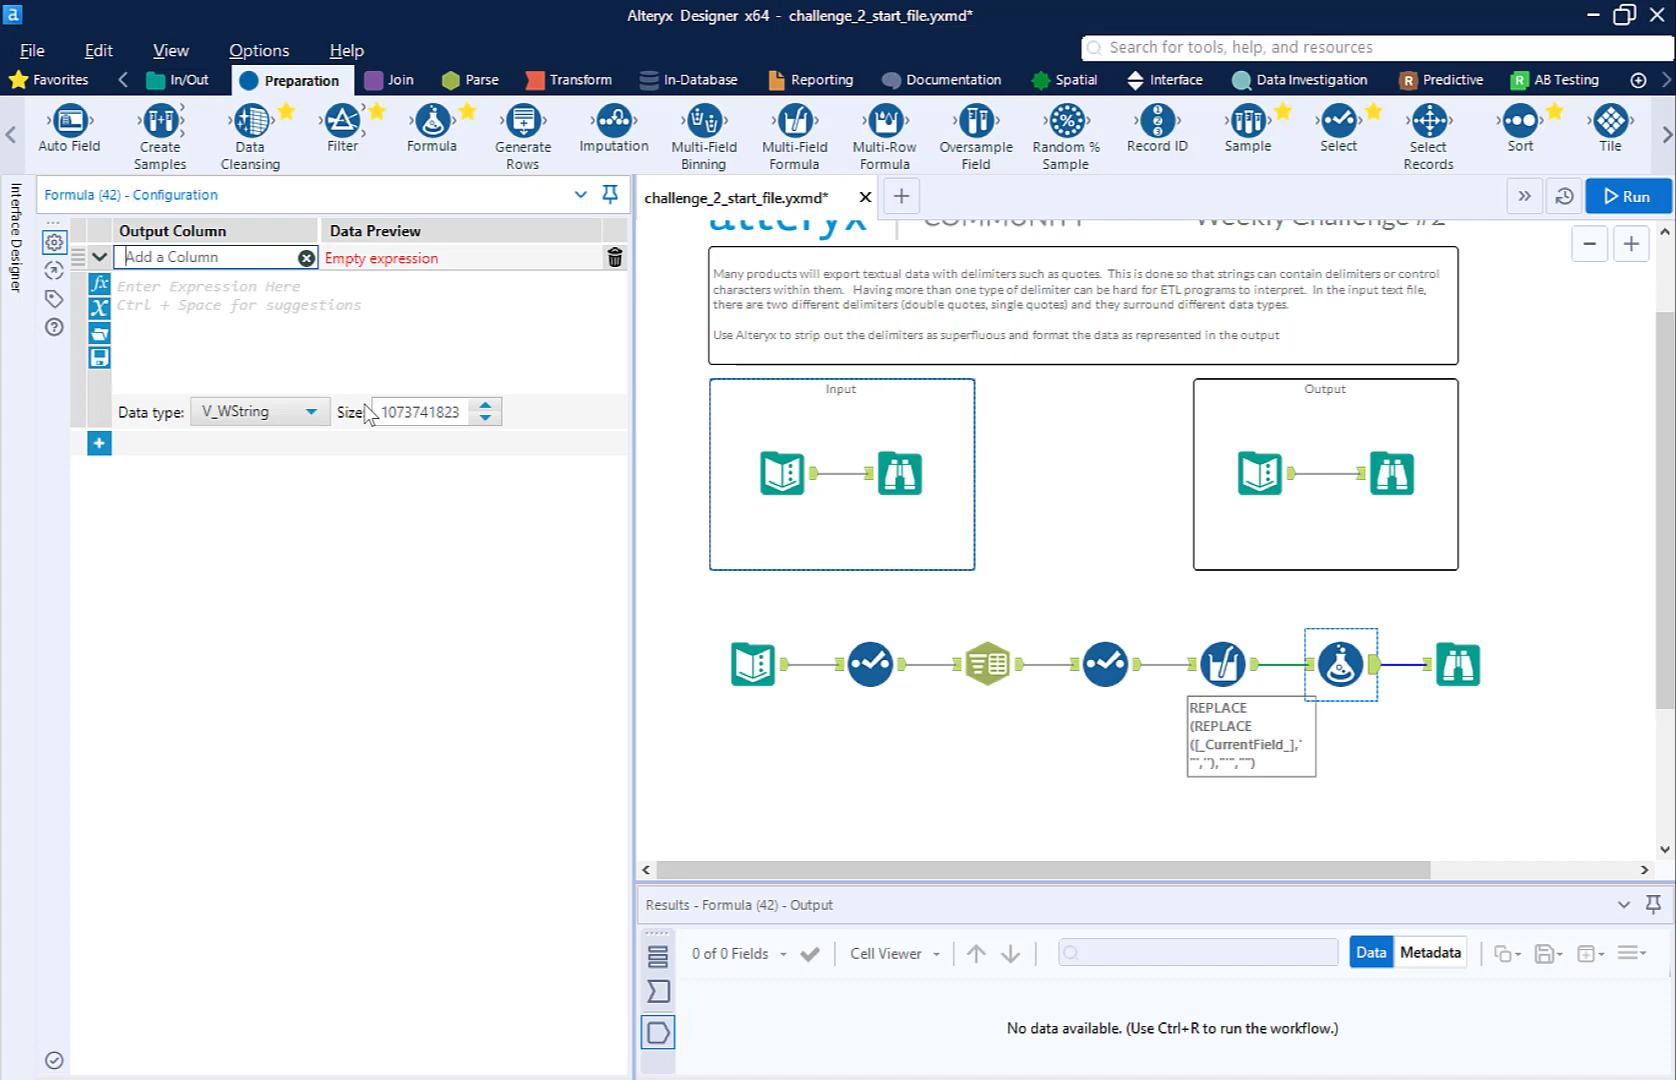 a
Alteryx Designer x64 - challenge_2_start_file.yxmd*
File Edit View Options Help
Search for tools, help, and resources
Favorites In/Out Preparation Join Parse Transform In-Database Reporting Documentation Spatial Interface Data Investigation Predictive AB Testing
Auto Field
Create Samples
Data Cleansing
Filter
Formula
Generate Rows
Imputation
Multi-Field Binning
Multi-Field Formula
Multi-Row Formula
Oversample Field
Random % Sample
Record ID
Sample
Select
Select Records
Sort
Tile
Interface Designer
Formula (42) - Configuration
Output Column Data Preview
Add a Column Empty expression
Enter Expression Here
Ctrl + Space for suggestions
Data type: V_WString Size: 1073741823
challenge_2_start_file.yxmd*
Run
alteryx COMMUNITY Weekly Challenge #2
Many products will export textual data with delimiters such as quotes. This is done so that strings can contain delimiters or control
characters within them. Having more than one type of delimiter can be hard for ETL programs to interpret. In the input text file,
there are two different delimiters (double quotes, single quotes) and they surround different data types.
Use Alteryx to strip out the delimiters as superfluous and format the data as represented in the output
Input
Output
REPLACE
(REPLACE
([_CurrentField_],'
Results - Formula (42) - Output
0 of 0 Fields Cell Viewer Data Metadata
No data available. (Use Ctrl+R to run the workflow.)